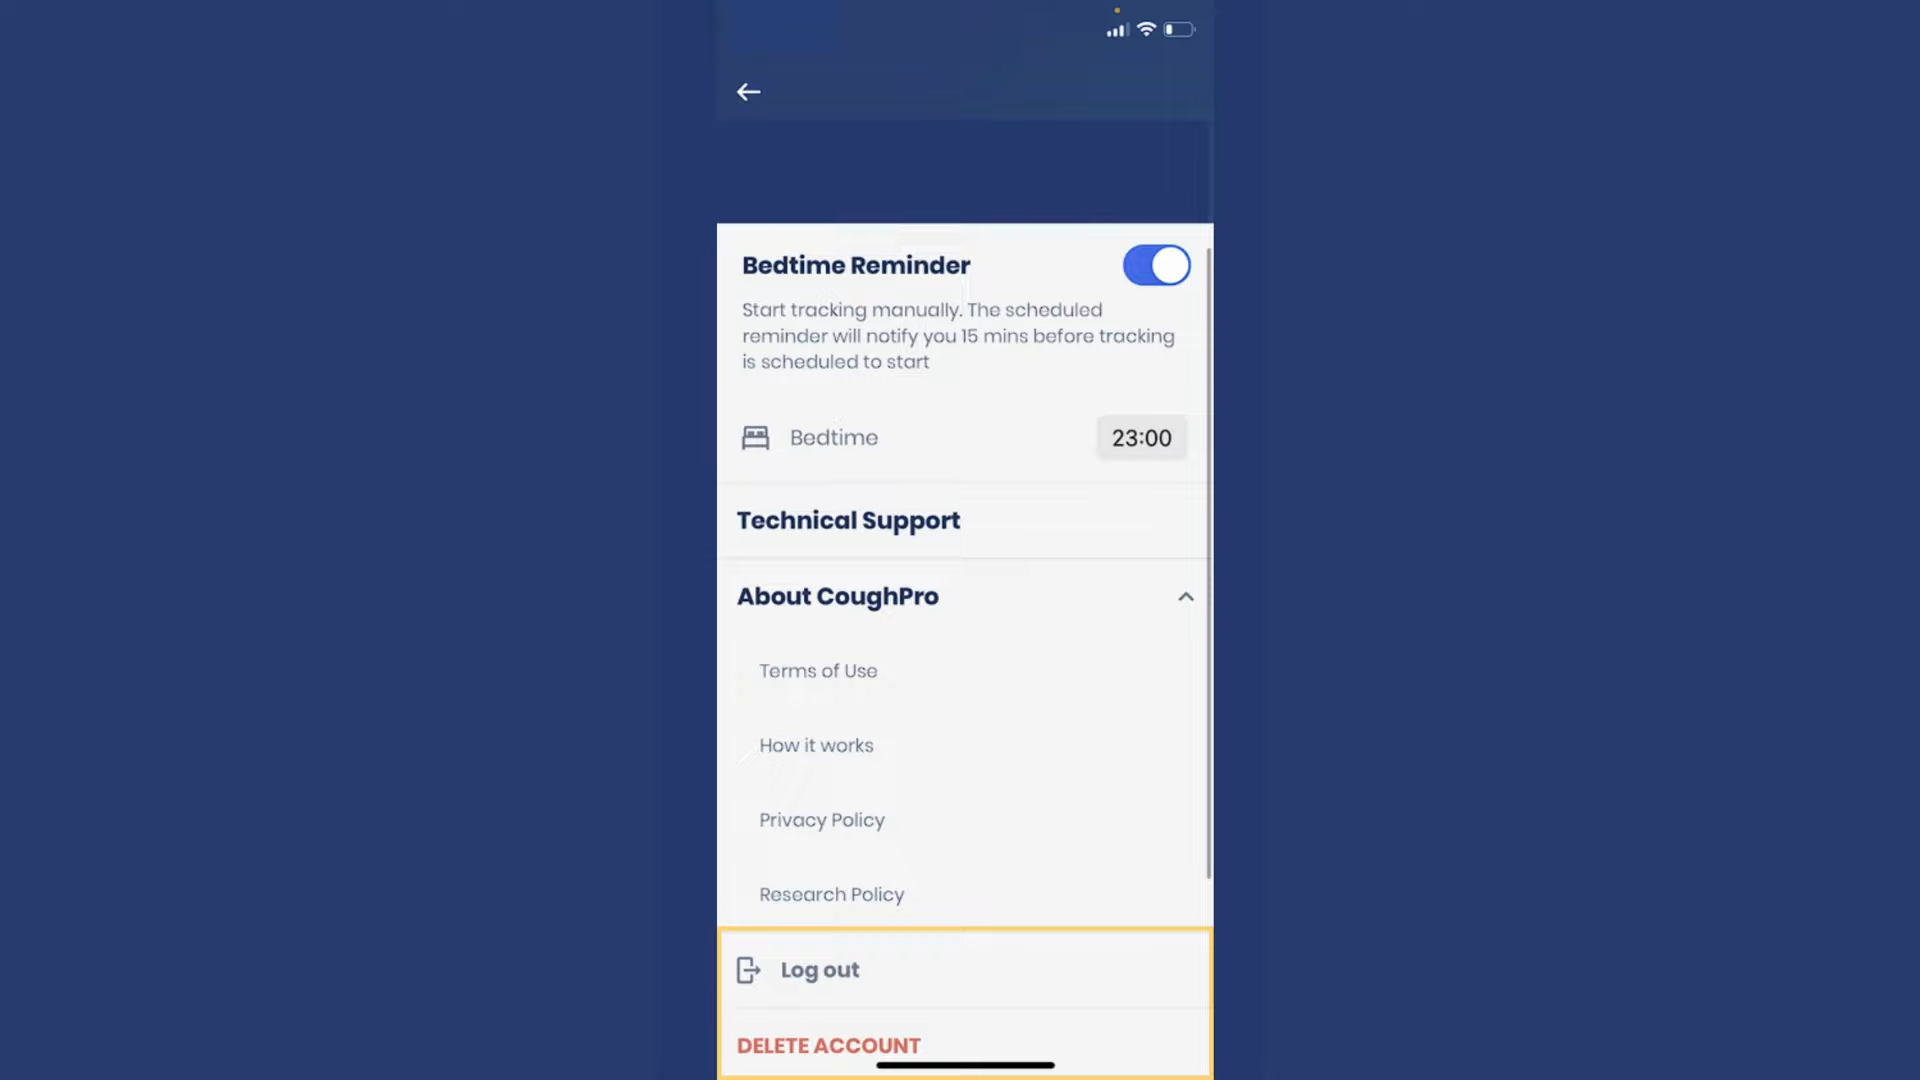 Bedtime Reminder
Start tracking manually. The scheduled
reminder will notify you 15 mins before tracking
is scheduled to start
Bedtime 23:00
Technical Support
About CoughPro
Terms of Use
How it works
Privacy Policy
Research Policy
Log out
DELETE ACCOUNT